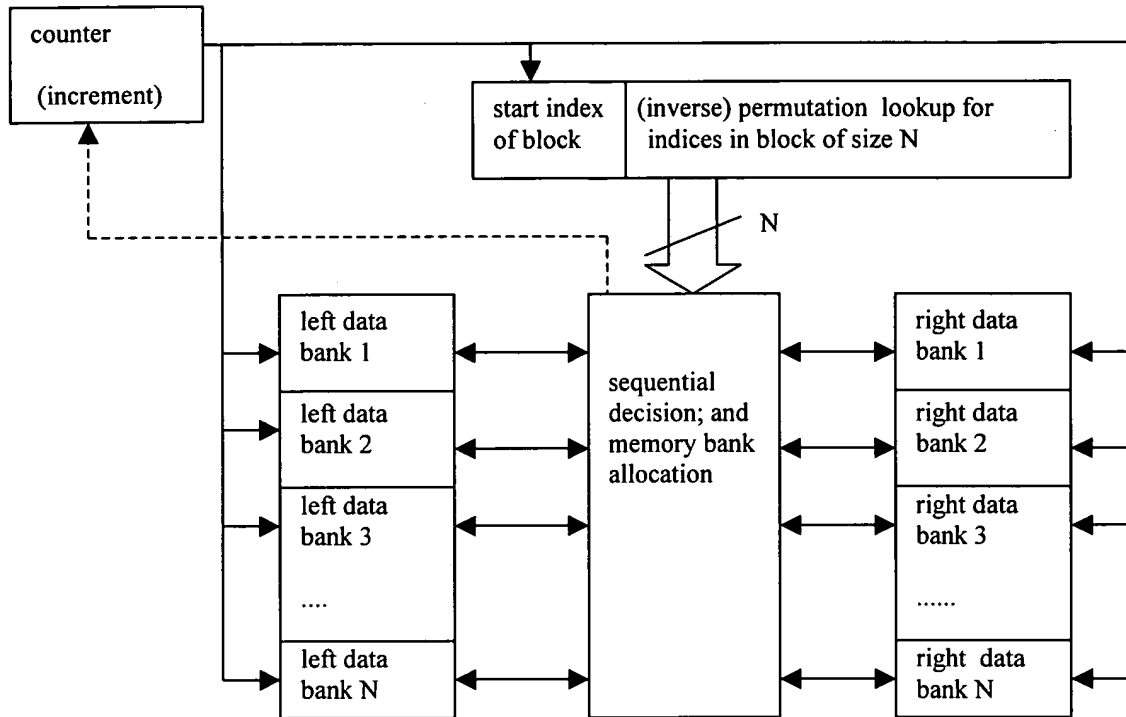 counter
(increment)
start index
of block
(inverse) permutation lookup for
indices in block of size N
N
left data
bank 1
left data
bank 2
left data
bank 3
....
left data
bank N
sequential
decision; and
memory bank
allocation
right data
bank 1
right data
bank 2
right data
bank 3
......
right data
bank N